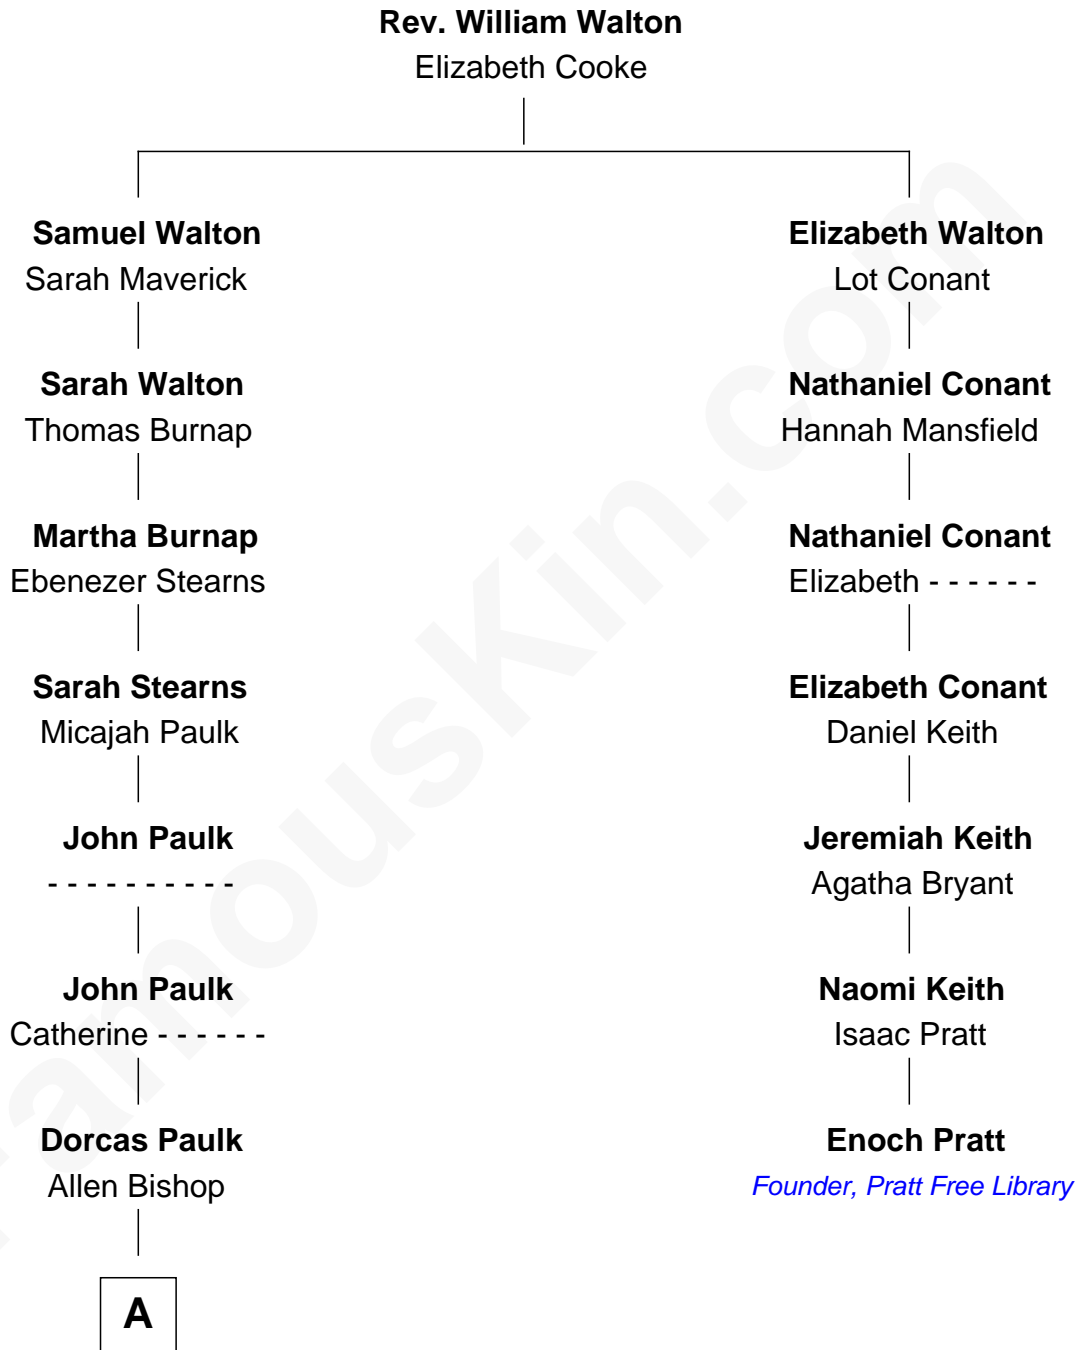 Rev. William Walton
Elizabeth Cooke
Samuel Walton
Sarah Maverick
Elizabeth Walton
Lot Conant
Sarah Walton
Thomas Burnap
Nathaniel Conant
Hannah Mansfield
Martha Burnap
Ebenezer Stearns
Nathaniel Conant
Elizabeth - - - - - -
Sarah Stearns
Micajah Paulk
Elizabeth Conant
Daniel Keith
John Paulk
- - - - - - - - - -
Jeremiah Keith
Agatha Bryant
John Paulk
Catherine - - - - - -
Naomi Keith
Isaac Pratt
Dorcas Paulk
Allen Bishop
Enoch Pratt
Founder, Pratt Free Library
A
FamousKin.com